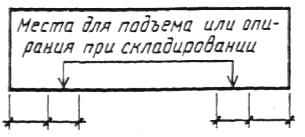 Места для подъема или опи-
рания при складировании